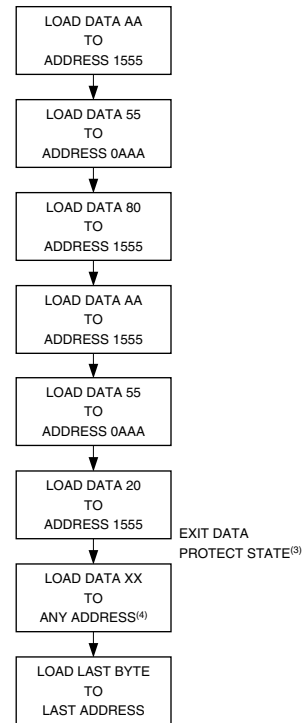 LOAD DATA AA
TO
ADDRESS 1555
LOAD DATA 55
TO
ADDRESS 0AAA
LOAD DATA 80
TO
ADDRESS 1555
LOAD DATA AA
TO
ADDRESS 1555
LOAD DATA 55
TO
ADDRESS 0AAA
LOAD DATA 20
TO
ADDRESS 1555
EXIT DATA
PROTECT STATE(3)
LOAD DATA XX
TO
ANY ADDRESS(4)
LOAD LAST BYTE
TO
LAST ADDRESS